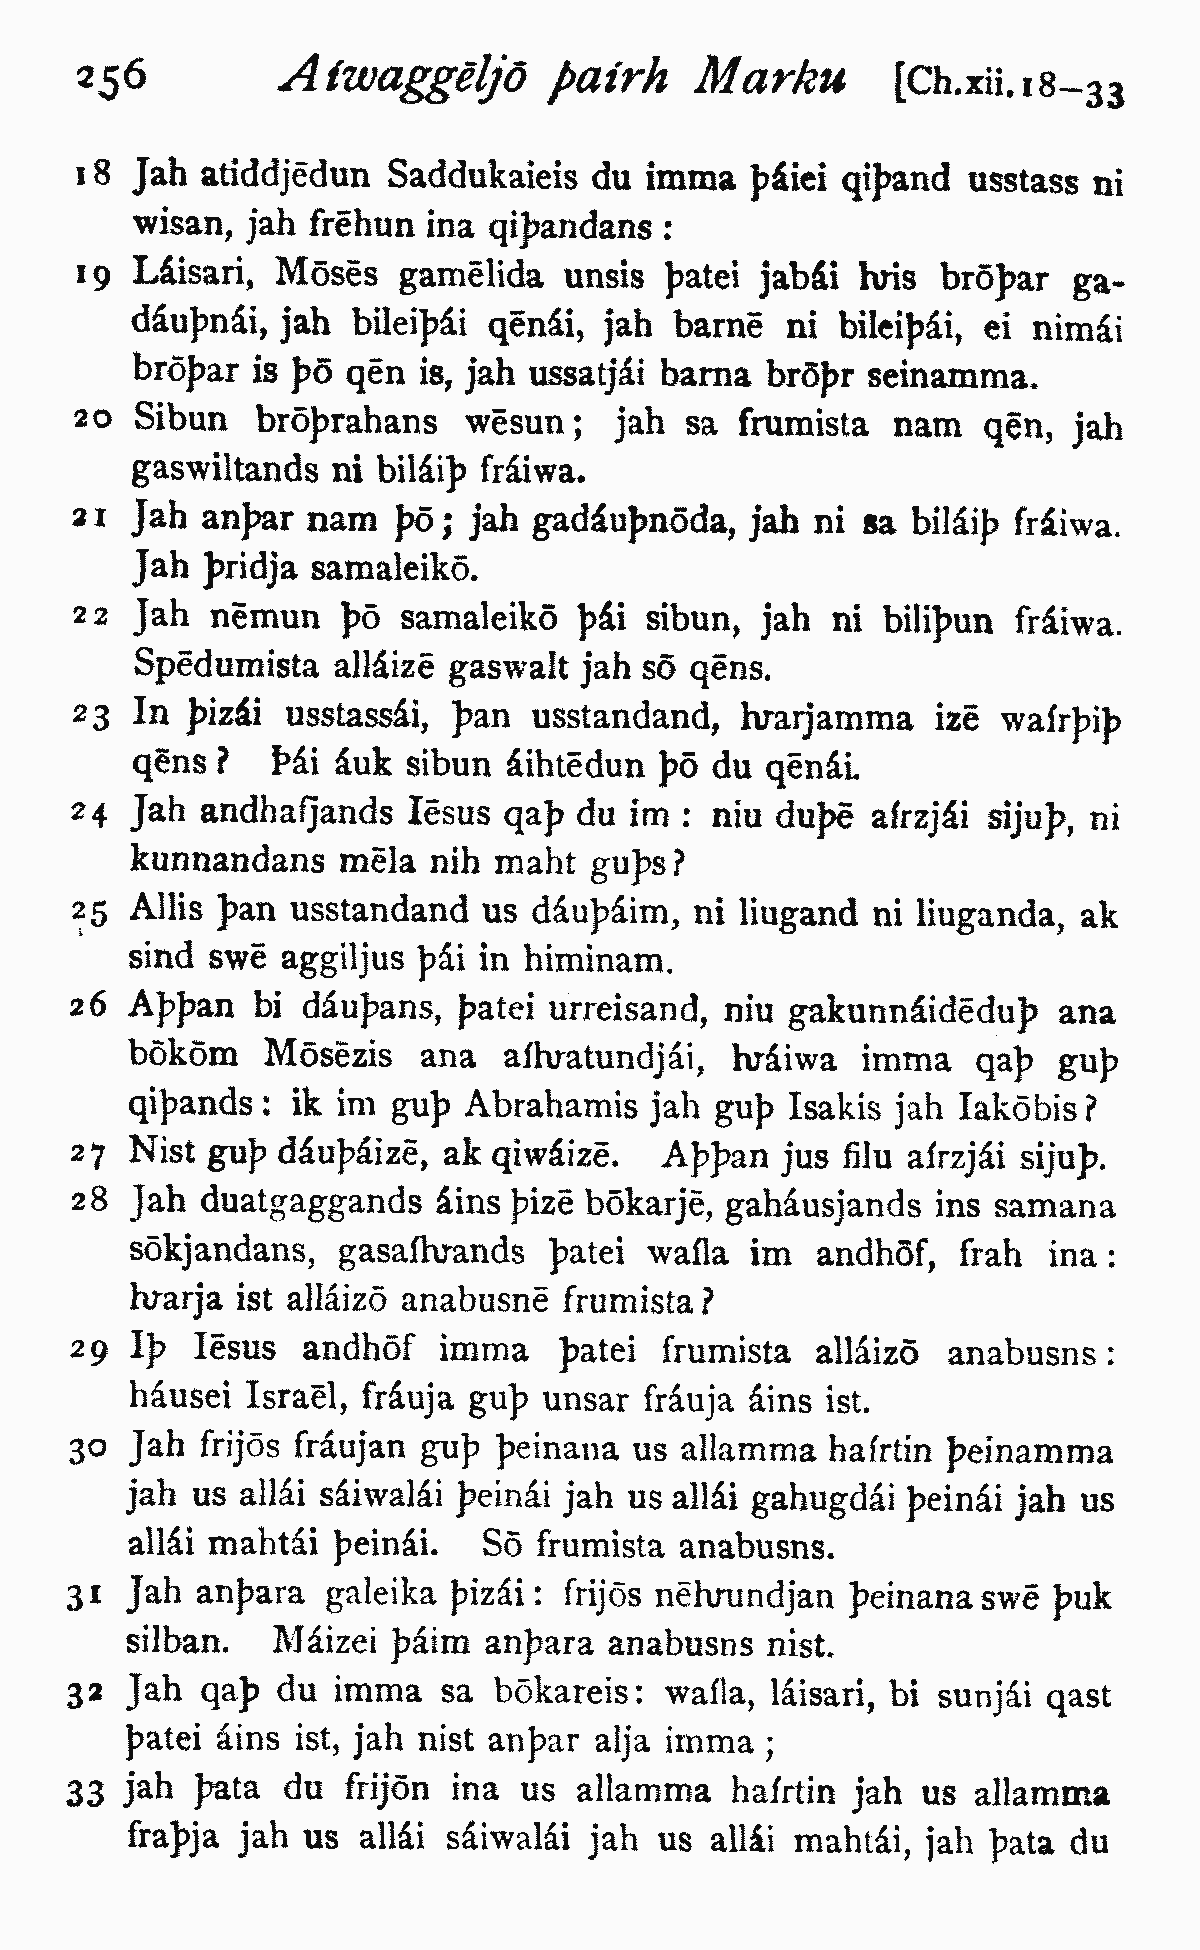 256 Aíwaggēljō þaírh Marku [Ch.xii.18–33
18 Jah atiddjēdun Saddukaieis du imma þái​ei qiþand usstass ni
wisan, jah frēhun ina qiþandans :
19 Láisari, Mōsēs gamēlida unsis þatei jabái ƕis brōþar ga-
dáuþnái, jah bileiþái qēnái, jah barnē ni bileiþái, ei nimái
brōþar is þō qēn is, jah ussatjái barna brōþr seinamma.
20 Sibun brōþrahans wēsun; jah sa frumista nam qēn, jah
gaswiltands ni biláiþ fráiwa.
21 Jah anþar nam þō; jah gadáuþnōda, jah ni sa biláiþ fráiwa.
Jah þridja samaleikō.
22 Jah nēmun þō samaleikō þái sibun, jah ni biliþun fráiwa.
Spēdumista alláizē gaswalt jah sō qēns.
23 In þizái usstassái, þan usstandand, ƕarjamma izē waírþiþ
qēns? Þái áuk sibun áihtēdun þō du qēnái.
24 Jah andhafjands Iēsus qaþ du im : niu duþē aírzjái sijuþ, ni
kunnandans mēla nih maht guþs?
25 Allis þan usstandand us dáuþáim, ni liugand ni liuganda, ak
sind swē aggiljus þái in himinam.
26 Aþþan bi dáuþans, þatei urreisand, niu gakunnáidēduþ ana
bōkōm Mōsēzis ana aíƕatundjái, ƕáiwa imma qaþ guþ
qiþands: ik im guþ Abrahamis jah guþ Isakis jah Iakōbis?
27 Nist guþ dáuþáizē, ak qiwáizē. Aþþan jus filu aírzjái sijuþ.
28 Jah duatgaggands áins þizē bōkarjē, gaháusjands ins samana
sōkjandans, gasaíƕands þatei waíla im andhōf, frah ina :
ƕarja ist alláizō anabusnē frumista?
29 Iþ Iēsus andhōf imma þatei frumista alláizō anabusns :
háusei Israēl, fráuja guþ unsar fráuja áins ist.
30 Jah frijōs fráujan guþ þeinana us allamma haírtin þeinamma
jah us allái sáiwalái þeinái jah us allái gahugdái þeinái jah us
allái mahtái þeinái. Sō frumista anabusns.
31 Jah anþara galeika þizái: frijōs nēƕundjan þeinana swē þuk
silban. Máizei þáim anþara anabusns nist.
32 Jah qaþ du imma sa bōkareis: waíla, láisari, bi sunjái qast
þatei áins ist, jah nist anþar alja imma ;
33 jah þata du frijōn ina us allamma haírtin jah us allamma
fraþja jah us allái sáiwalái jah us allái mahtái, jah þata du